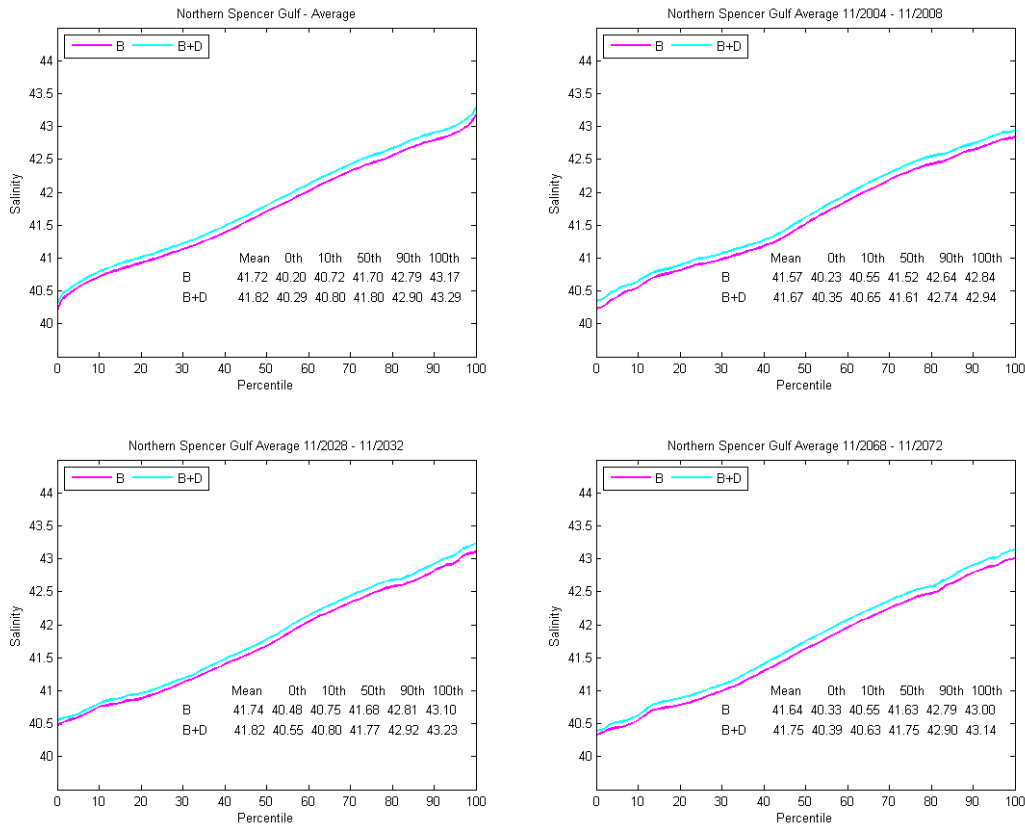 Northern Spencer Gulf - Average
B B+D
44
43.5
43
42.5
42
41.5
41
40.5
40
Salinity
Mean 0th 10th 50th 90th 100th
B 41.72 40.20 40.72 41.70 42.79 43.17
B+D 41.82 40.29 40.80 41.80 42.90 43.29
0 10 20 30 40 50 60 70 80 90 100
Percentile
Northern Spencer Gulf Average 11/2004 - 11/2008
B B+D
44
43.5
43
42.5
42
41.5
41
40.5
40
Salinity
Mean 0th 10th 50th 90th 100th
B 41.57 40.23 40.55 41.52 42.64 42.84
B+D 41.67 40.35 40.65 41.61 42.74 42.94
0 10 20 30 40 50 60 70 80 90 100
Percentile
Northern Spencer Gulf Average 11/2028 - 11/2032
B B+D
44
43.5
43
42.5
42
41.5
41
40.5
40
Salinity
Mean 0th 10th 50th 90th 100th
B 41.74 40.48 40.75 41.68 42.81 43.10
B+D 41.82 40.55 40.80 41.77 42.92 43.23
0 10 20 30 40 50 60 70 80 90 100
Percentile
Northern Spencer Gulf Average 11/2068 - 11/2072
B B+D
44
43.5
43
42.5
42
41.5
41
40.5
40
Salinity
Mean 0th 10th 50th 90th 100th
B 41.64 40.33 40.55 41.63 42.79 43.00
B+D 41.75 40.39 40.63 41.75 42.90 43.14
0 10 20 30 40 50 60 70 80 90 100
Percentile